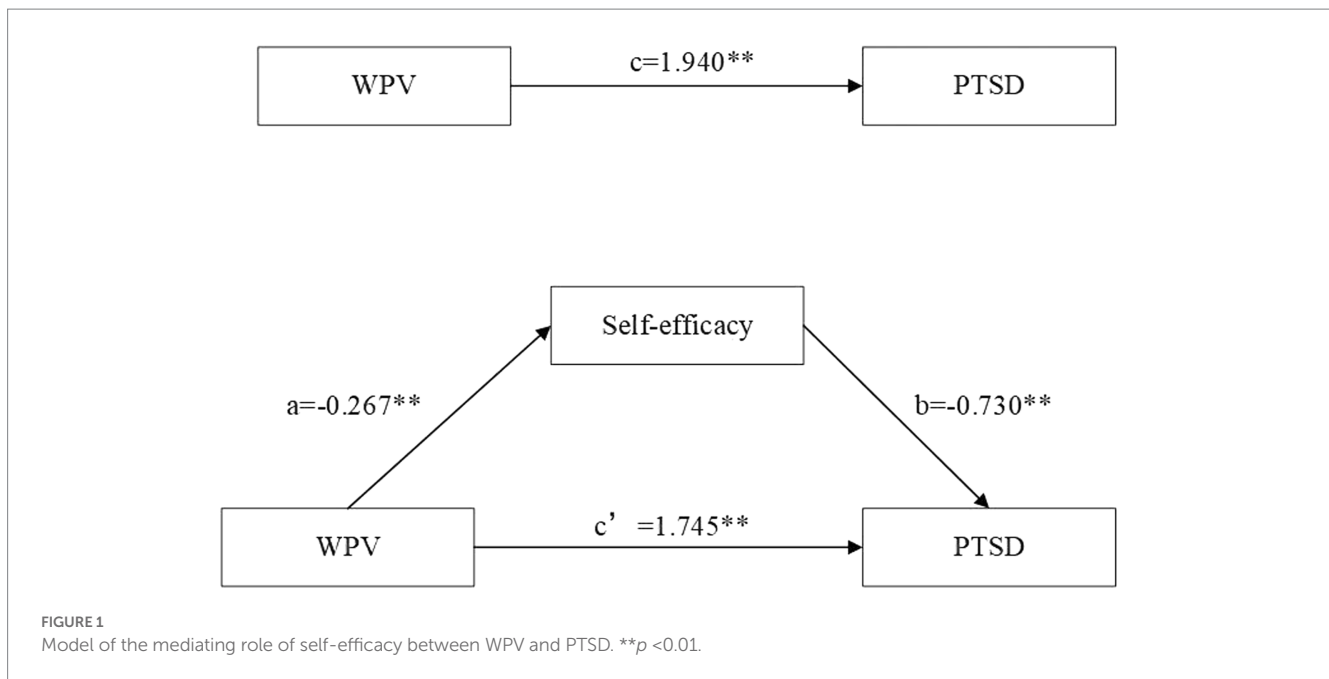 c=1.940**
WPV
PTSD
Self-efficacy
a=-0.267**
b=-0.730**
c’ =1.745**
WPV
PTSD
FIGURE 1
Model of the mediating role of self-efficacy between WPV and PTSD. **p <0.01.